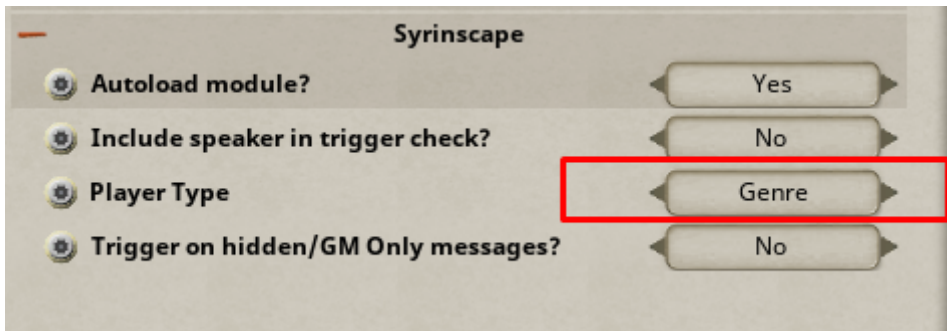 Syrinscape
Autoload module? Yes
Include speaker in trigger check? No
Player Type Genre
Trigger on hidden/GM Only messages? No